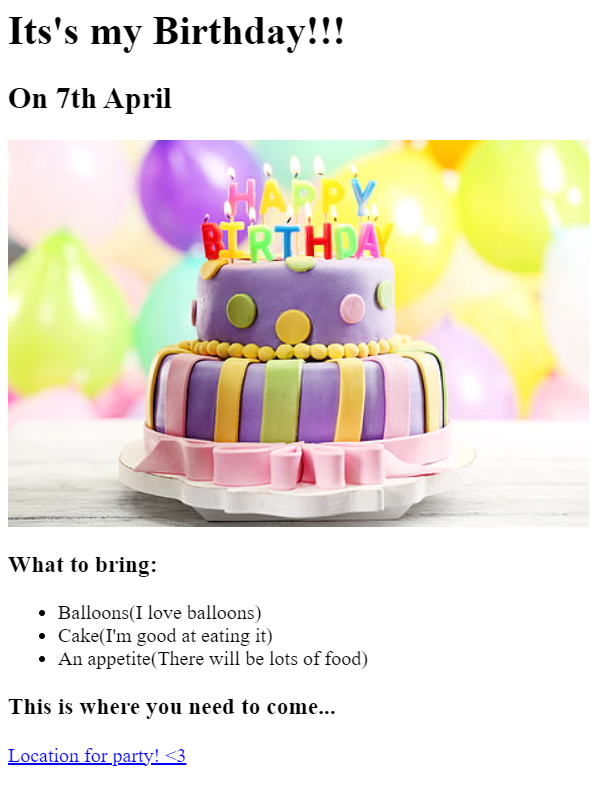 Its's my Birthday!!!
On 7th April
HAPPY
BIRTHDAY
What to bring:
Balloons(I love balloons)
Cake(I'm good at eating it)
An appetite(There will be lots of food)
This is where you need to come...
Location for party! <3